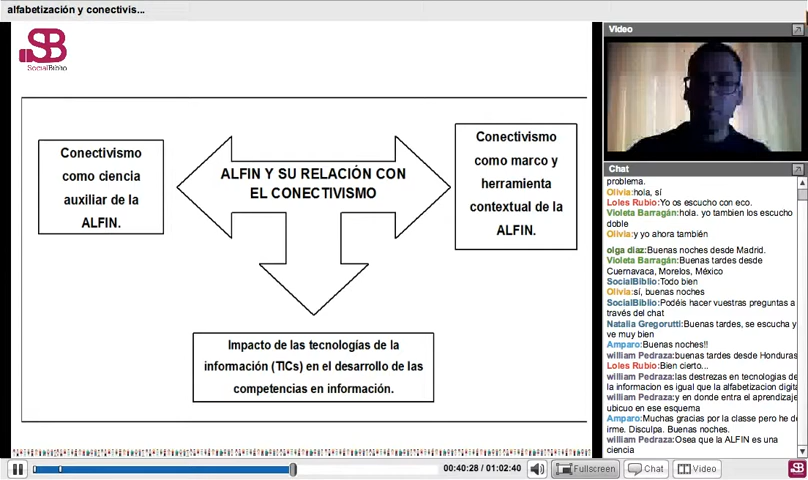 alfabetización y conectivis...
SB
SocialBiblio
Conectivismo
como ciencia
auxiliar de la
ALFIN.
ALFIN Y SU RELACIÓN CON
EL CONECTIVISMO
Conectivismo
como marco y
herramienta
contextual de la
ALFIN.
Impacto de las tecnologías de la
información (TICs) en el desarrollo de las
competencias en información.
Video
Chat
problema.
Olivia:hola, sí
Loles Rubio:Yo os escucho con eco.
Violeta Barragán:hola. yo tambien los escucho
doble
Olivia:y yo ahora también
olga diaz:Buenas noches desde Madrid.
Violeta Barragán:Buenas tardes desde
Cuernavaca, Morelos, México
SocialBiblio:Todo bien
Olivia:sí, buenas noches
SocialBiblio:Podéis hacer vuestras preguntas a
través del chat
Natalia Gregorutti:Buenas tardes, se escucha y
ve muy bien
Amparo:Buenas noches!!
william Pedraza:buenas tardes desde Honduras
Loles Rubio:Bien cierto...
william Pedraza:las destrezas en tecnologias de
la informacion es igual que la alfabetizacion digita
william Pedraza:y en donde entra el aprendizaje
ubicuo en ese esquema
Amparo:Muchas gracias por la classe pero he d
irme. Disculpa. Buenas noches.
william Pedraza:Osea que la ALFIN es una
ciencia
00:40:28 / 01:02:40
Fullscreen
Chat
Video
SB